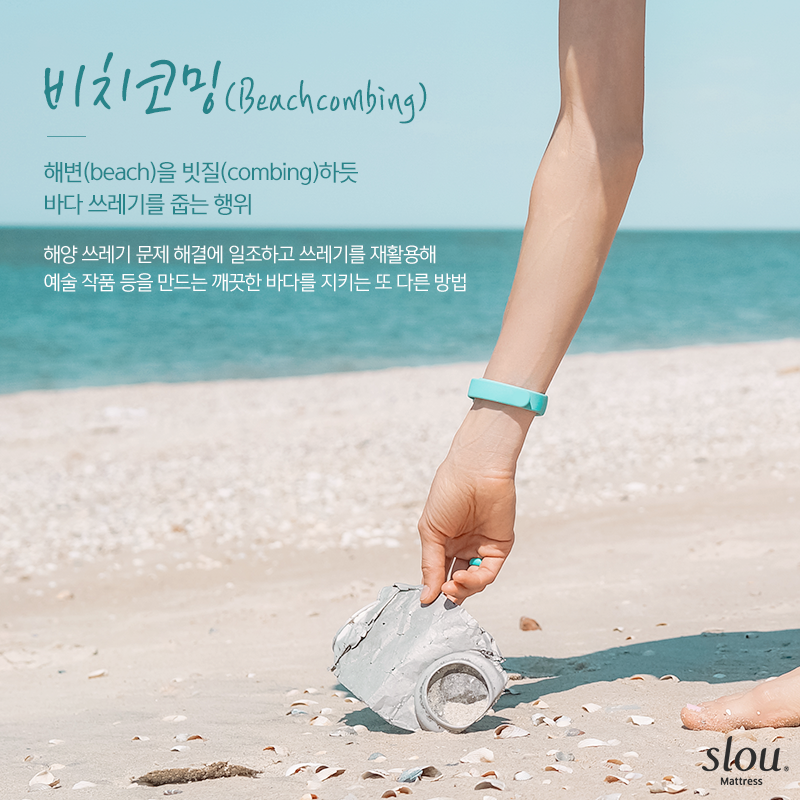 비치코밍(Beachcombing)
해변(beach)을 빗질(combing)하듯
바다 쓰레기를 줍는 행위
해양 쓰레기 문제 해결에 일조하고 쓰레기를 재활용해
예술 작품 등을 만드는 깨끗한 바다를 지키는 또 다른 방법
slou®
Mattress